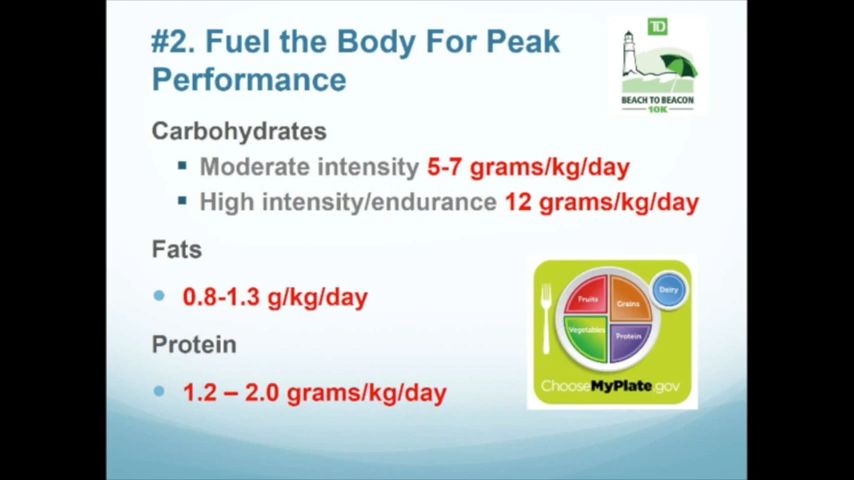 #2. Fuel the Body For Peak
Performance
TD
BEACH TO BEACON
10K
Carbohydrates
Moderate intensity 5-7 grams/kg/day
High intensity/endurance 12 grams/kg/day
Fats
0.8-1.3 g/kg/day
Fruits
Grains
Dairy
Vegetables
Protein
ChooseMyPlate.gov
Protein
1.2 – 2.0 grams/kg/day